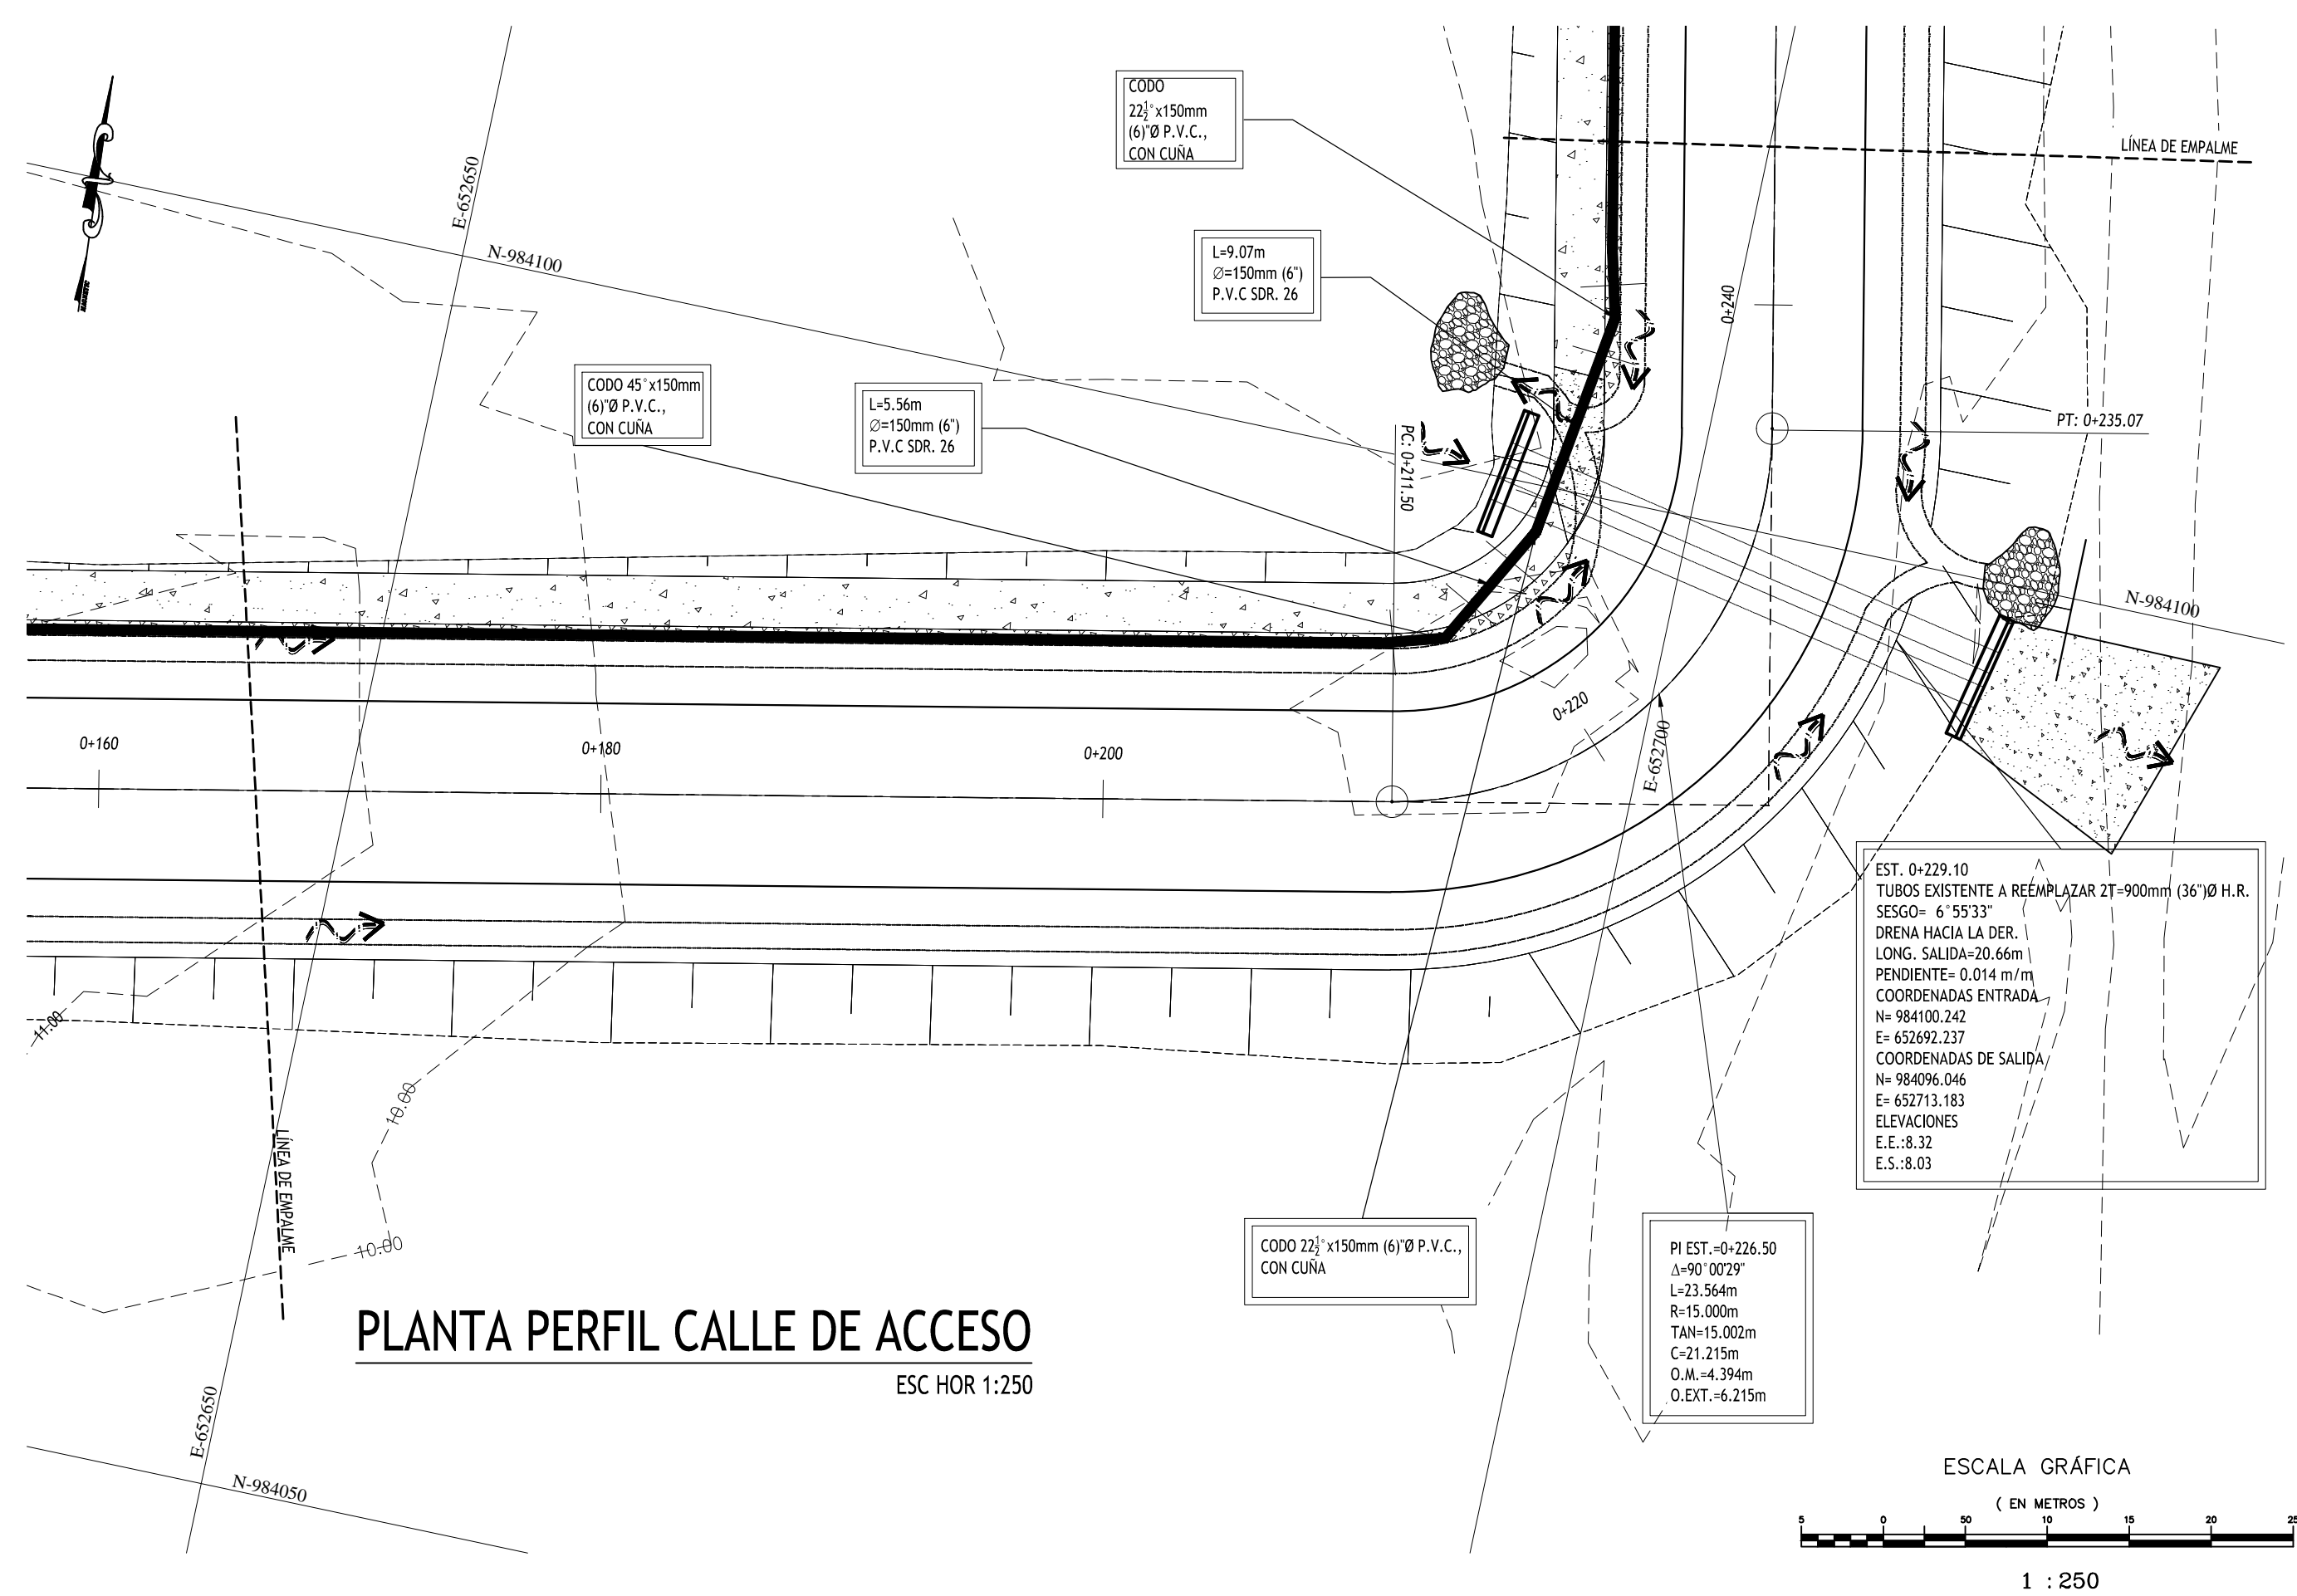 CODO
22½°x150mm
(6)"Ø P.V.C.,
CON CUÑA
LÍNEA DE EMPALME
E-652650
N-984100
L=9.07m
∅=150mm (6")
P.V.C SDR. 26
0+240
CODO 45°x150mm
(6)"Ø P.V.C.,
CON CUÑA
L=5.56m
∅=150mm (6")
P.V.C SDR. 26
PC: 0+211.50
PT: 0+235.07
N-984100
0+160
0+180
0+200
0+220
E-652700
EST. 0+229.10
TUBOS EXISTENTE A REEMPLAZAR 2T=900mm (36")Ø H.R.
SESGO= 6°55'33"
DRENA HACIA LA DER.
LONG. SALIDA=20.66m
PENDIENTE= 0.014 m/m
COORDENADAS ENTRADA
N= 984100.242
E= 652692.237
COORDENADAS DE SALIDA
N= 984096.046
E= 652713.183
ELEVACIONES
E.E.:8.32
E.S.:8.03
11.00
10.00
10.00
LÍNEA DE EMPALME
CODO 22½°x150mm (6)"Ø P.V.C.,
CON CUÑA
PI EST.=0+226.50
Δ=90°00'29"
L=23.564m
R=15.000m
TAN=15.002m
C=21.215m
O.M.=4.394m
O.EXT.=6.215m
PLANTA PERFIL CALLE DE ACCESO
ESC HOR 1:250
E-652650
N-984050
ESCALA GRÁFICA
( EN METROS )
5 0 50 10 15 20 25
1 : 250